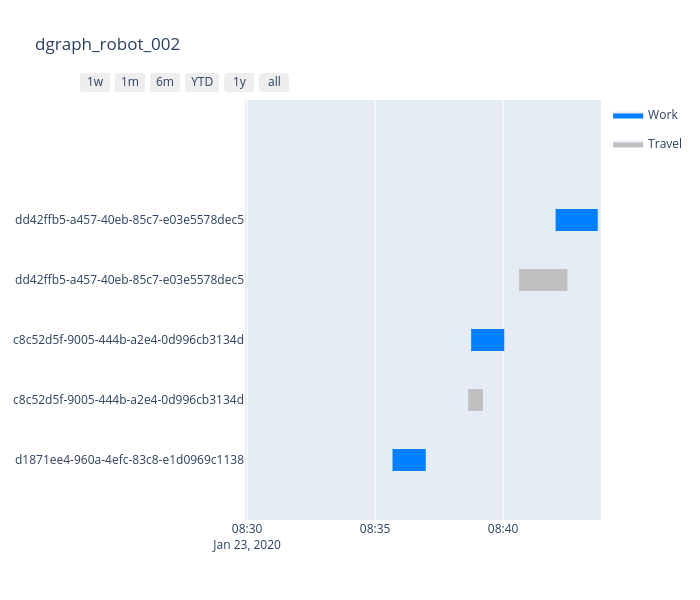 dgraph_robot_002
1w 1m 6m YTD 1y all
Work
Travel
dd42ffb5-a457-40eb-85c7-e03e5578dec5
dd42ffb5-a457-40eb-85c7-e03e5578dec5
c8c52d5f-9005-444b-a2e4-0d996cb3134d
c8c52d5f-9005-444b-a2e4-0d996cb3134d
d1871ee4-960a-4efc-83c8-e1d0969c1138
08:30 08:35 08:40
Jan 23, 2020